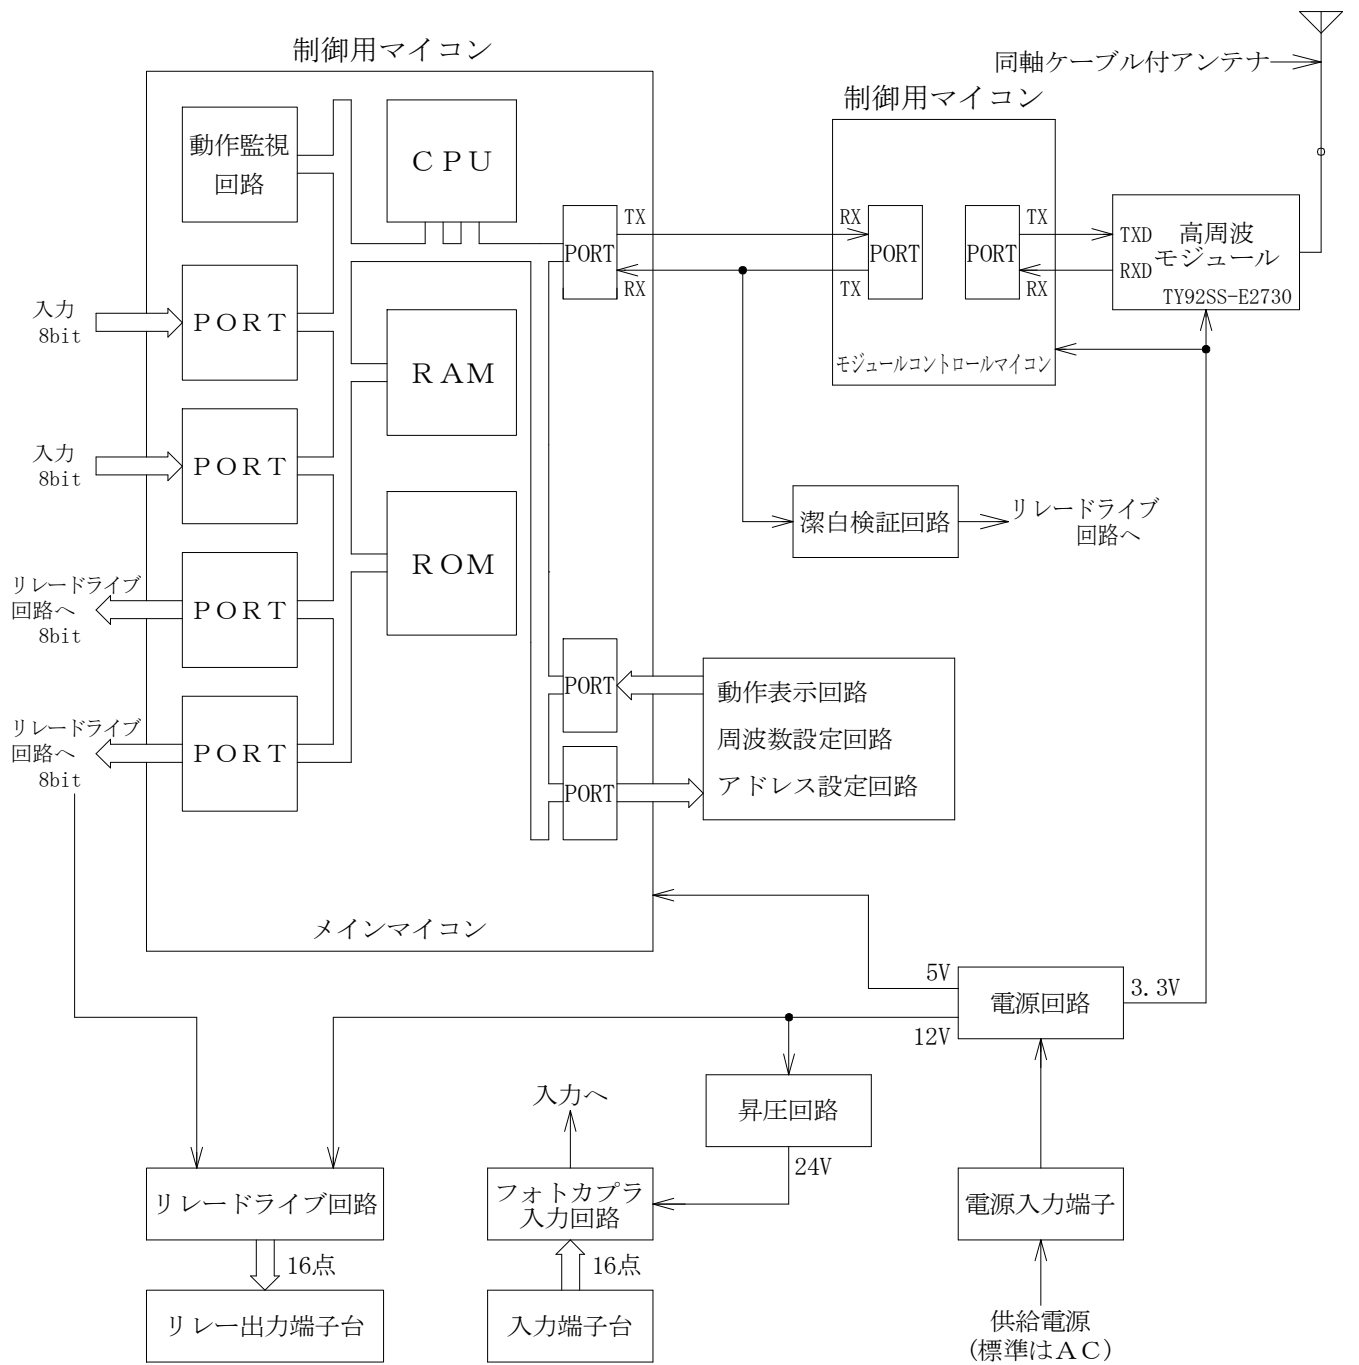 制御用マイコン
同軸ケーブル付アンテナ
制御用マイコン
動作監視
回路
CPU
PORT
TX
RX
RX
TX
PORT
PORT
TX
RX
TXD
RXD
高周波
モジュール
TY92SS-E2730
モジュールコントロールマイコン
入力
8bit
PORT
RAM
入力
8bit
PORT
ROM
潔白検証回路
リレードライブ
回路へ
リレードライブ
回路へ
8bit
PORT
PORT
動作表示回路
周波数設定回路
アドレス設定回路
リレードライブ
回路へ
8bit
PORT
PORT
メインマイコン
5V
12V
電源回路
3.3V
昇圧回路
24V
入力へ
リレードライブ回路
フォトカプラ
入力回路
電源入力端子
16点
16点
リレー出力端子台
入力端子台
供給電源
(標準はAC)